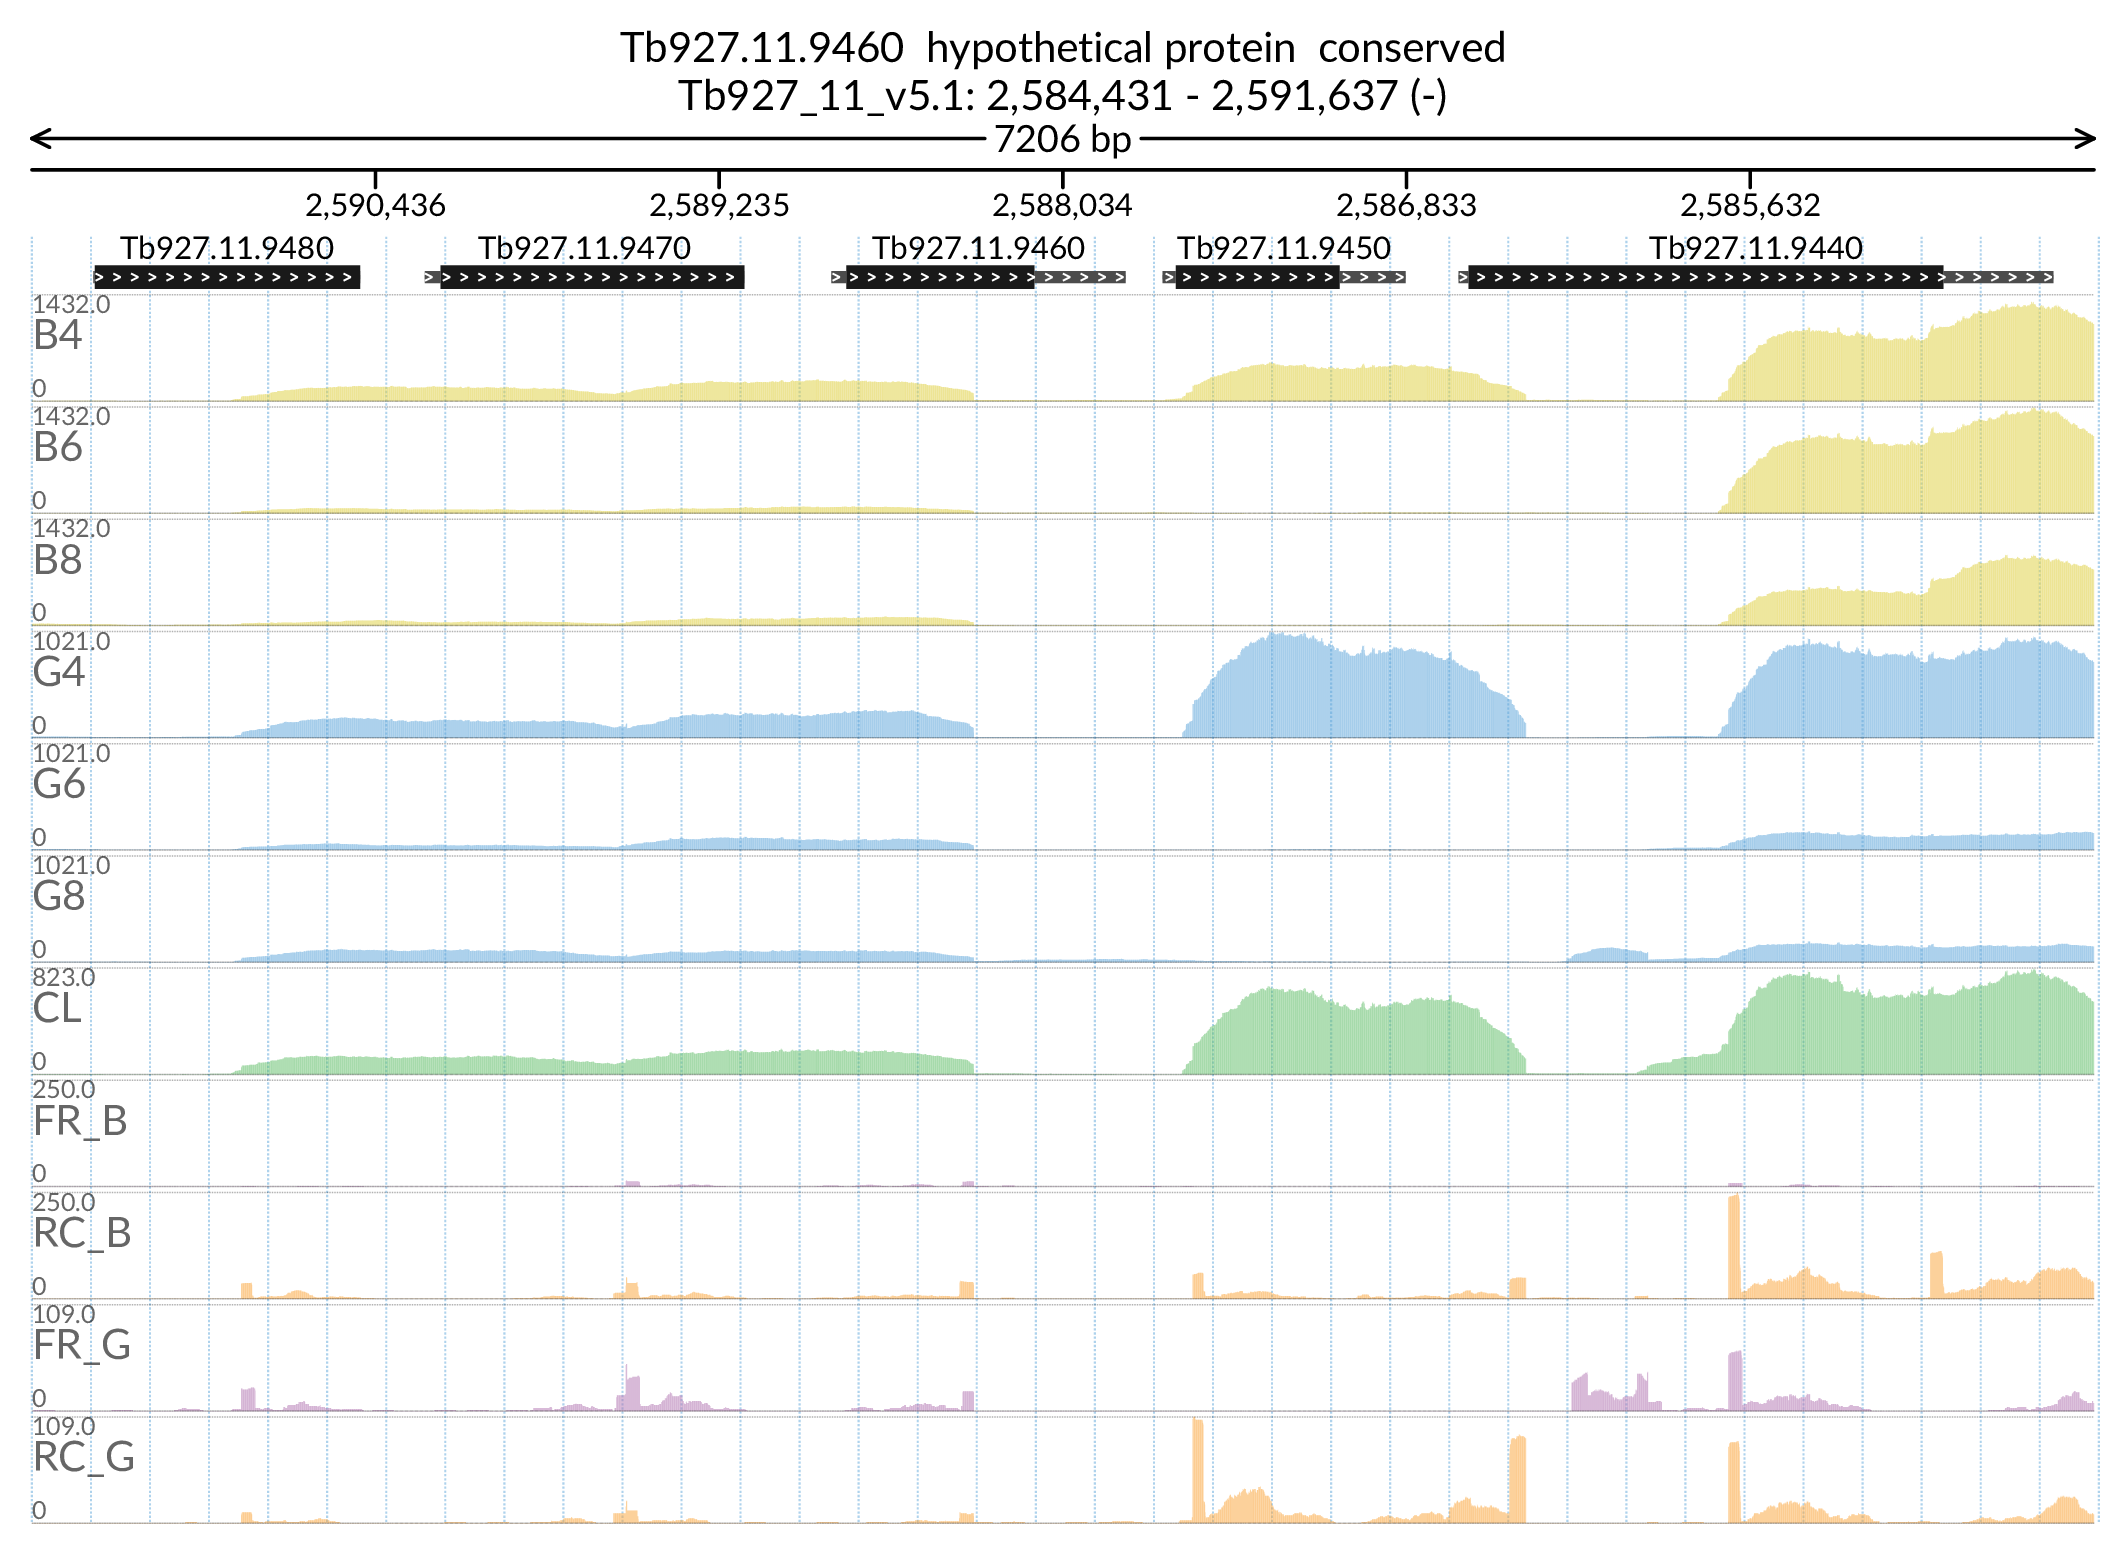 Tb927.11.9460 hypothetical protein conserved
Tb927_11_v5.1: 2,584,431 - 2,591,637 (-)
7206 bp
2,590,436 2,589,235 2,588,034 2,586,833 2,585,632
Tb927.11.9480 Tb927.11.9470 Tb927.11.9460 Tb927.11.9450 Tb927.11.9440
1432.0
B4
0
1432.0
B6
0
1432.0
B8
0
1021.0
G4
0
1021.0
G6
0
1021.0
G8
0
823.0
CL
0
250.0
FR_B
0
250.0
RC_B
0
109.0
FR_G
0
109.0
RC_G
0